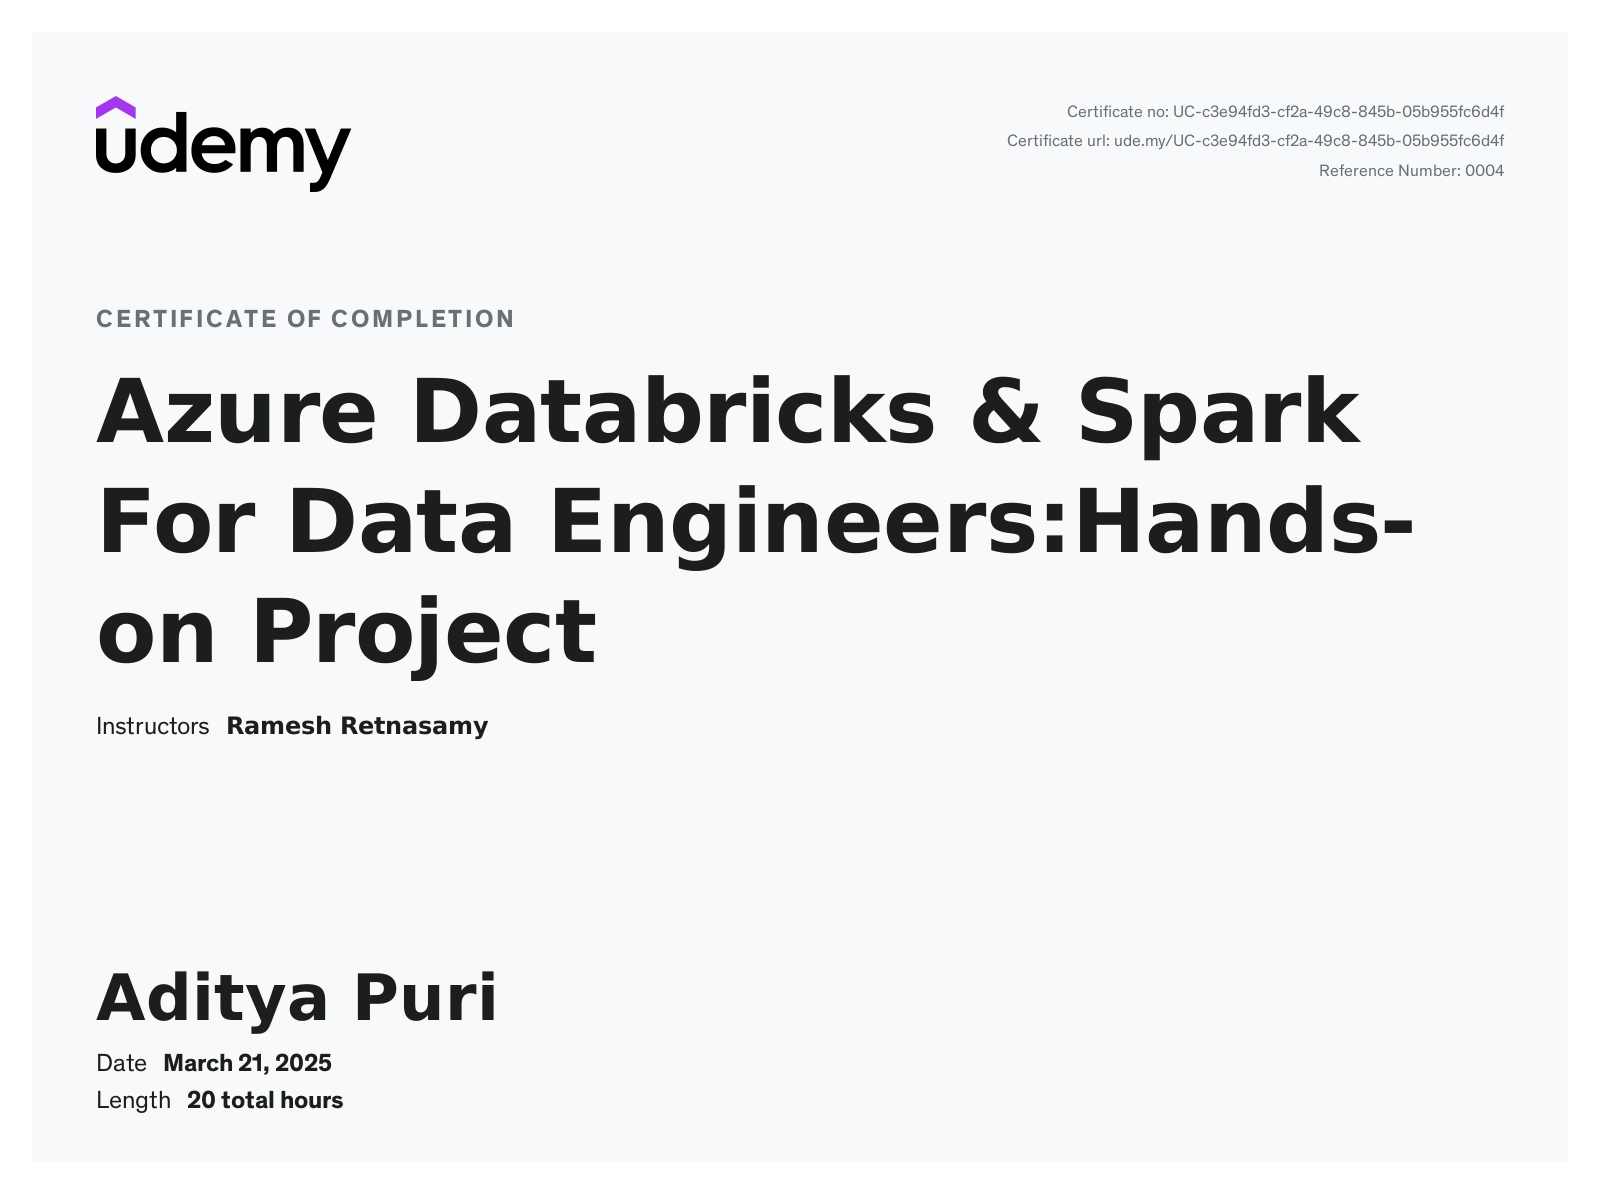 udemy
Certificate no: UC-c3e94fd3-cf2a-49c8-845b-05b955fc6d4f
Certificate url: ude.my/UC-c3e94fd3-cf2a-49c8-845b-05b955fc6d4f
Reference Number: 0004
CERTIFICATE OF COMPLETION
Azure Databricks & Spark
For Data Engineers:Hands-
on Project
Instructors Ramesh Retnasamy
Aditya Puri
Date March 21, 2025
Length 20 total hours